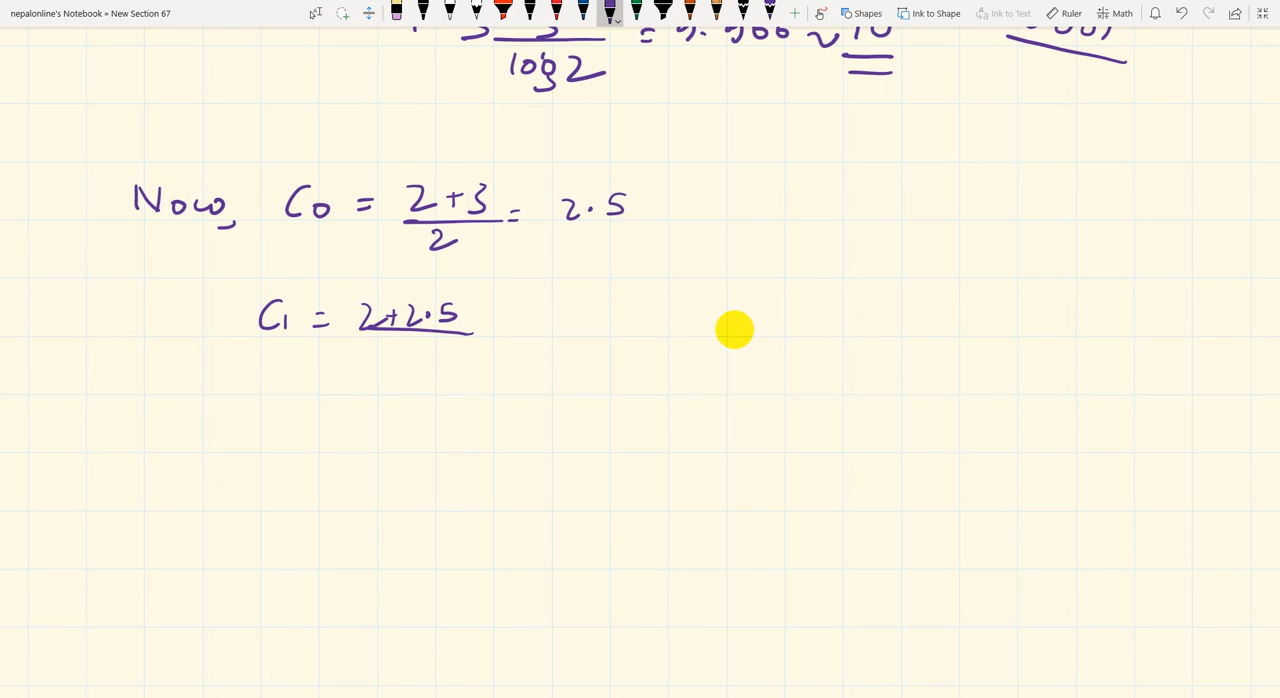 nepalonline's Notebook » New Section 67
Shapes Ink to Shape Ink to Text Ruler Math
log 2
Now, C0 = 2+3 / 2 = 2.5
C1 = 2+2.5